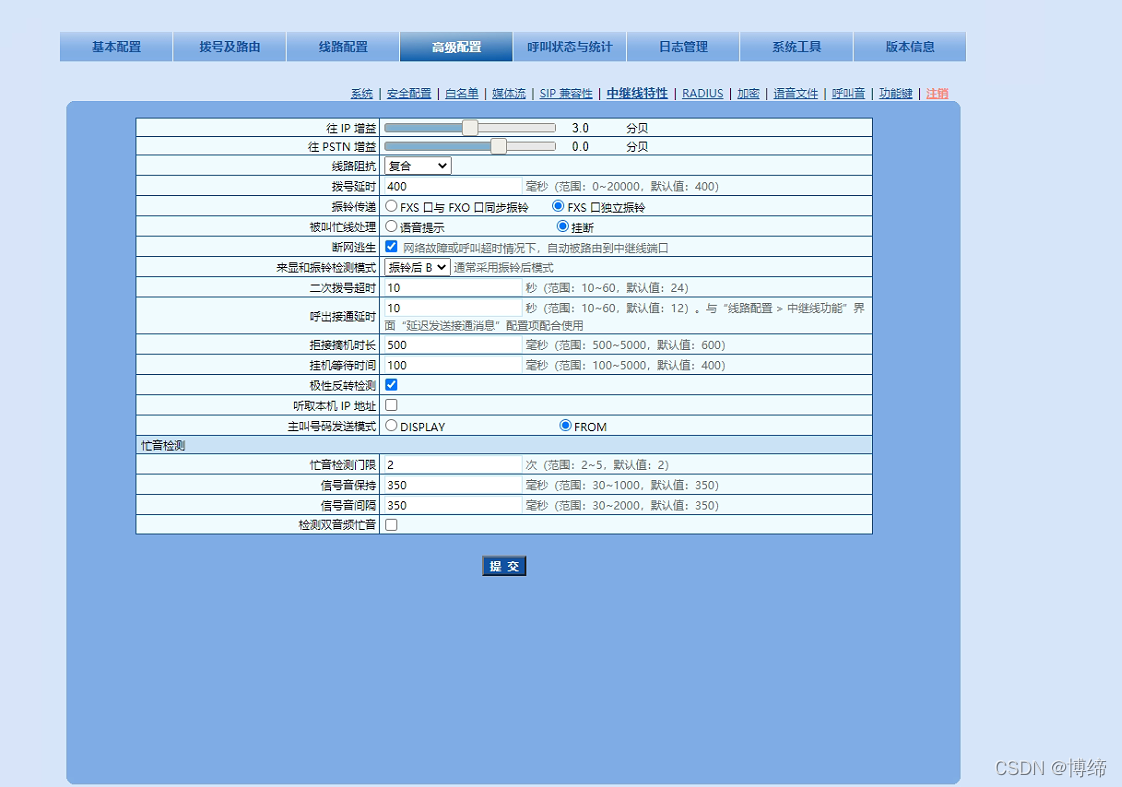 基本配置 拨号及路由 线路配置 高级配置 呼叫状态与统计 日志管理 系统工具 版本信息
系统 | 安全配置 | 白名单 | 媒体流 | SIP 兼容性 | 中继线特性 | RADIUS | 加密 | 语音文件 | 呼叫音 | 功能键 | 注销
往 IP 增益 3.0 分贝
往 PSTN 增益 0.0 分贝
线路阻抗 复合
拨号延时 400 毫秒（范围：0~20000，默认值：400）
振铃传递 FXS 口与 FXO 口同步振铃 FXS 口独立振铃
被叫忙线处理 语音提示 挂断
断网逃生 网络故障或呼叫超时情况下，自动被路由到中继线端口
来显和振铃检测模式 振铃后 B 通常采用振铃后模式
二次拨号超时 10 秒（范围：10~60，默认值：24）
呼出接通延时 10 秒（范围：10~60，默认值：12）。与“线路配置 > 中继线功能”界
面“延迟发送接通消息”配置项配合使用
拒接摘机时长 500 毫秒（范围：500~5000，默认值：600）
挂机等待时间 100 毫秒（范围：100~5000，默认值：400）
极性反转检测
听取本机 IP 地址
主叫号码发送模式 DISPLAY FROM
忙音检测
忙音检测门限 2 次（范围：2~5，默认值：2）
信号音保持 350 毫秒（范围：30~1000，默认值：350）
信号音间隔 350 毫秒（范围：30~2000，默认值：350）
检测双音频忙音
提 交
CSDN @博缔